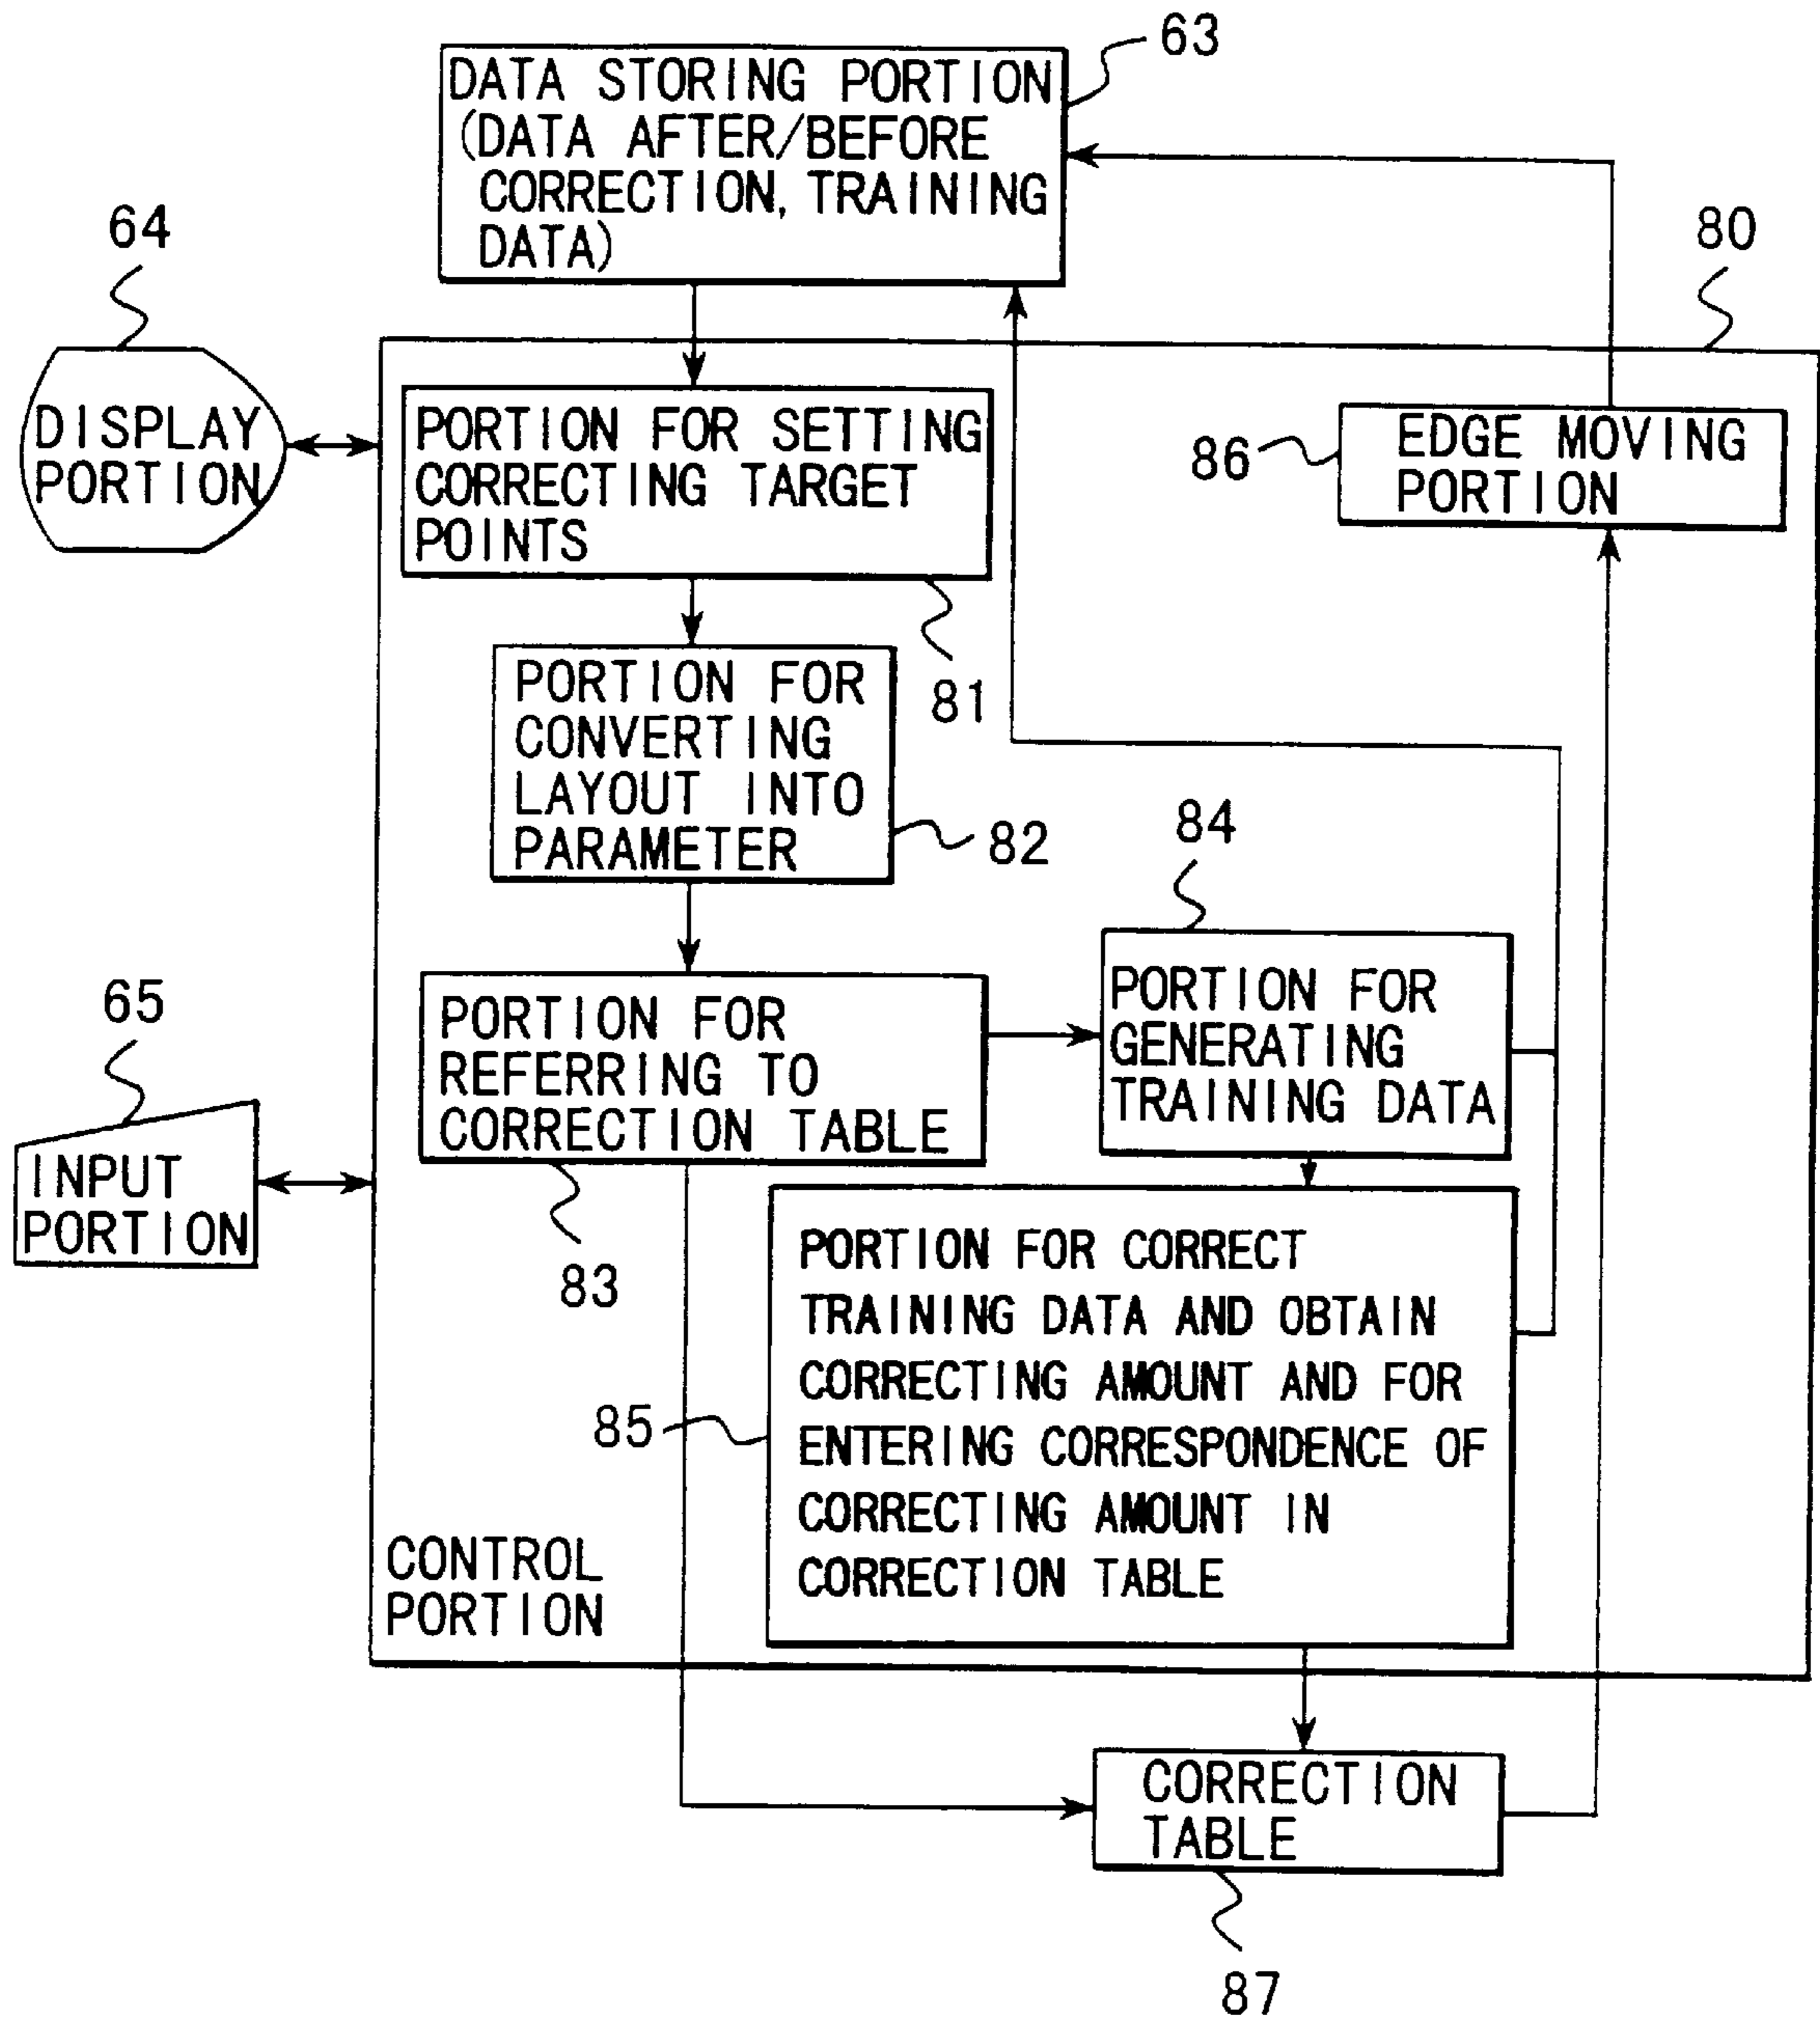 63
DATA STORING PORTION
(DATA AFTER/BEFORE
CORRECTION, TRAINING
DATA)
64
80
DISPLAY
PORTION
PORTION FOR SETTING
CORRECTING TARGET
POINTS
86
EDGE MOVING
PORTION
81
PORTION FOR
CONVERTING
LAYOUT INTO
PARAMETER
82
84
65
PORTION FOR
REFERRING TO
CORRECTION TABLE
PORTION FOR
GENERATING
TRAINING DATA
INPUT
PORTION
83
PORTION FOR CORRECT
TRAINING DATA AND OBTAIN
CORRECTING AMOUNT AND FOR
ENTERING CORRESPONDENCE OF
CORRECTING AMOUNT IN
CORRECTION TABLE
85
CONTROL
PORTION
CORRECTION
TABLE
87